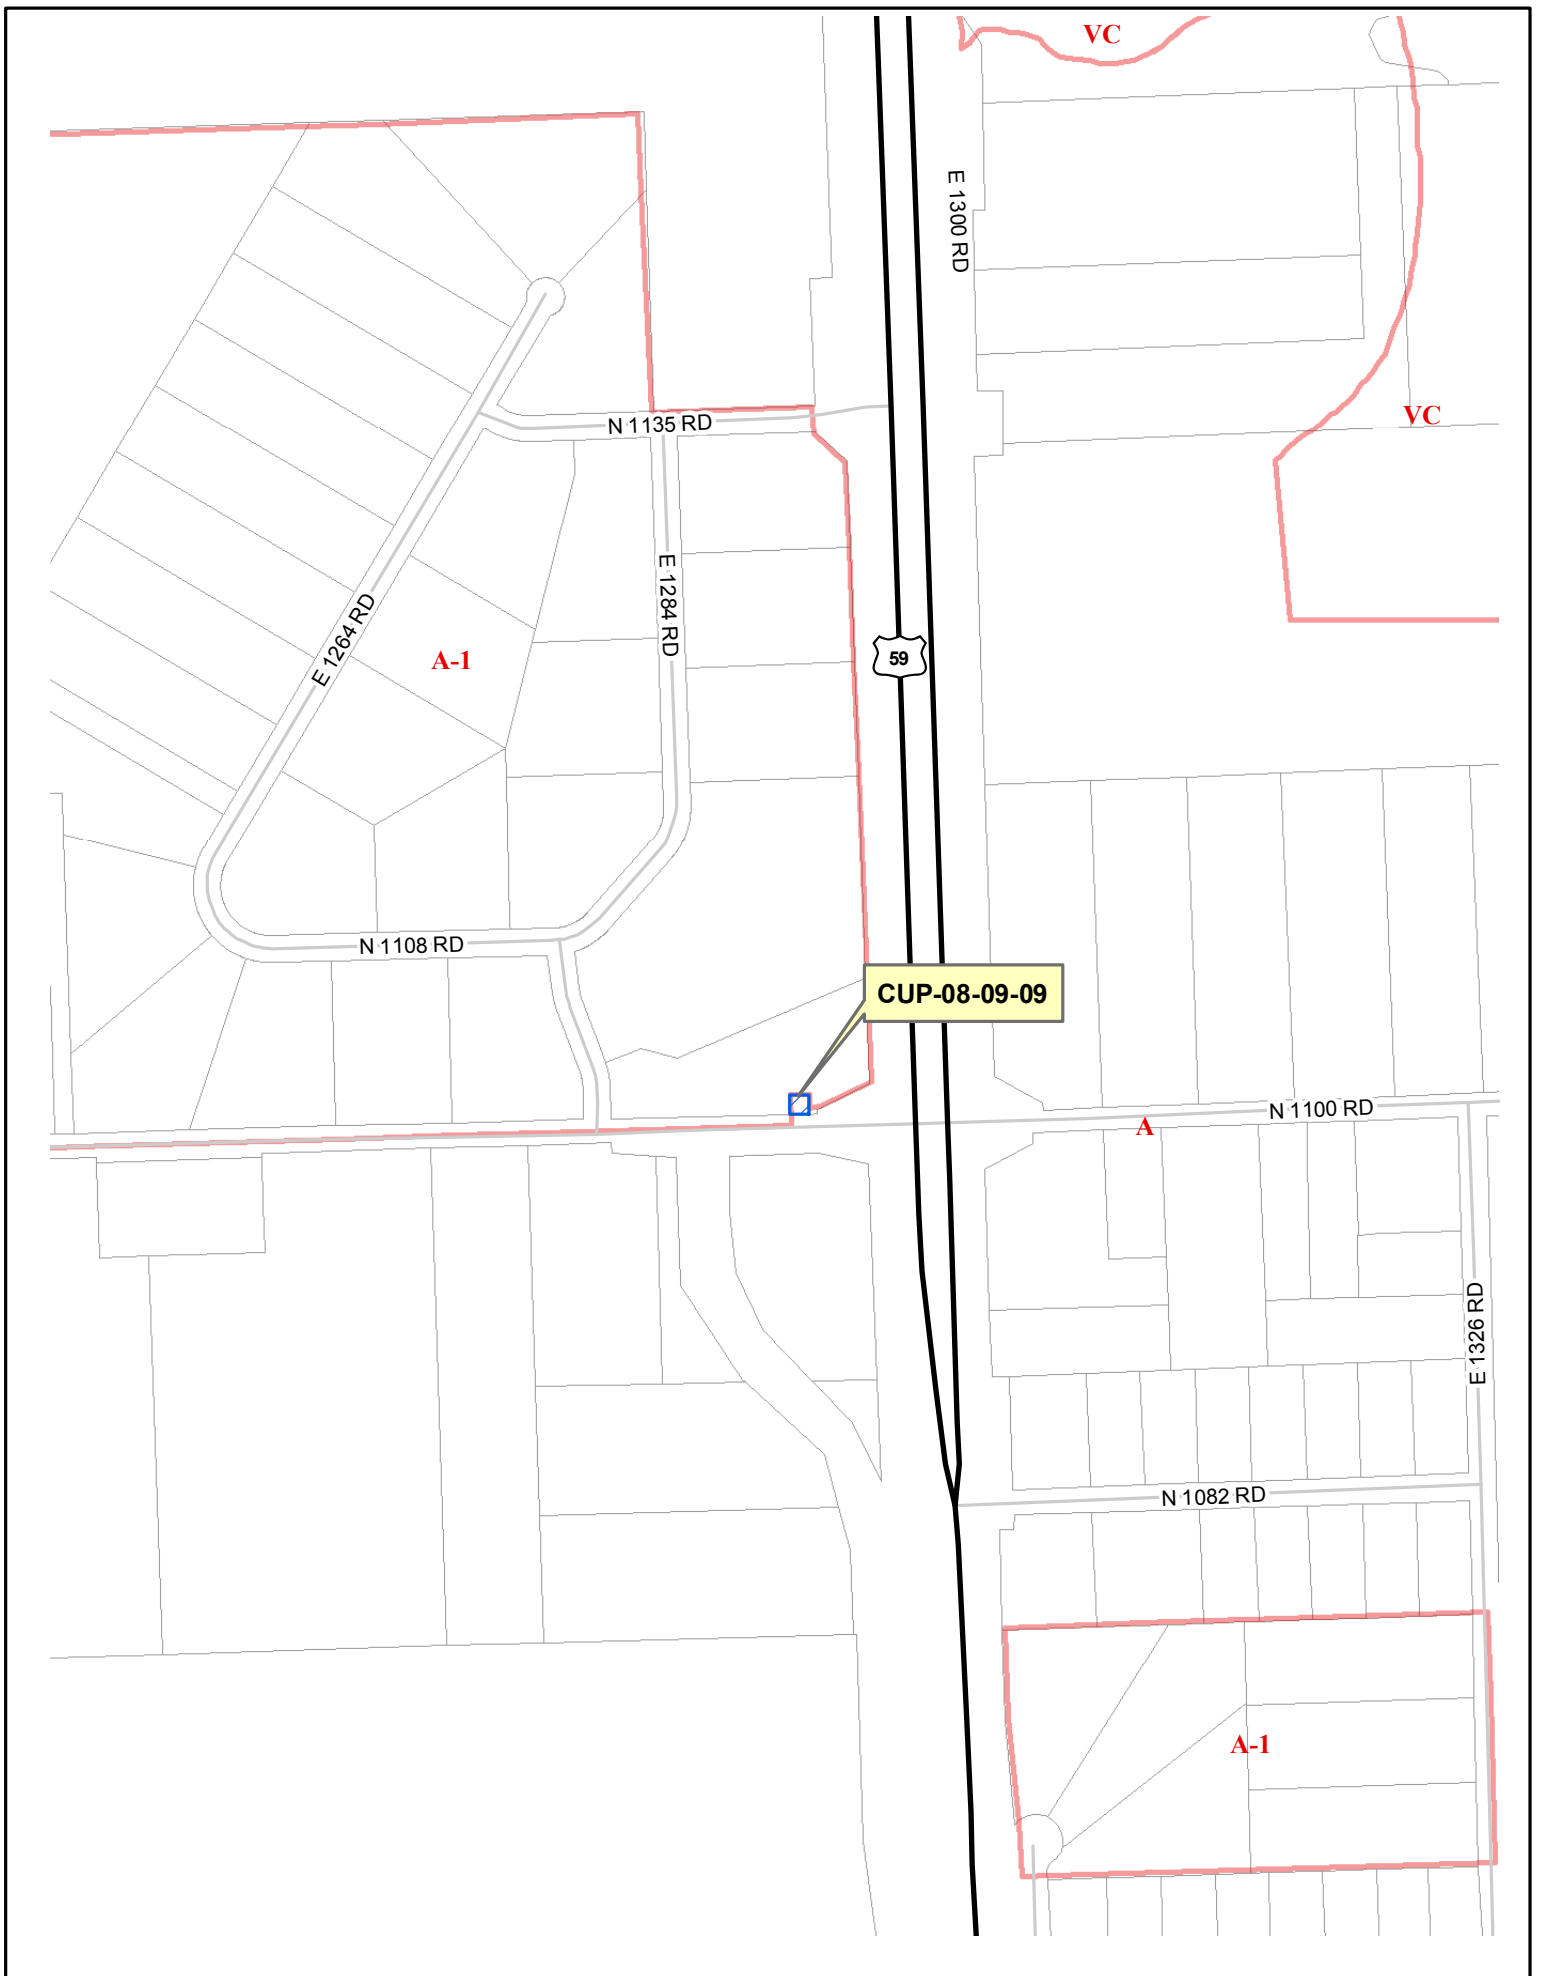 VC
E 1300 RD
VC
N 1135 RD
E 1284 RD
E 1264 RD
A-1
59
N 1108 RD
CUP-08-09-09
N 1100 RD
A
E 1326 RD
N 1082 RD
A-1